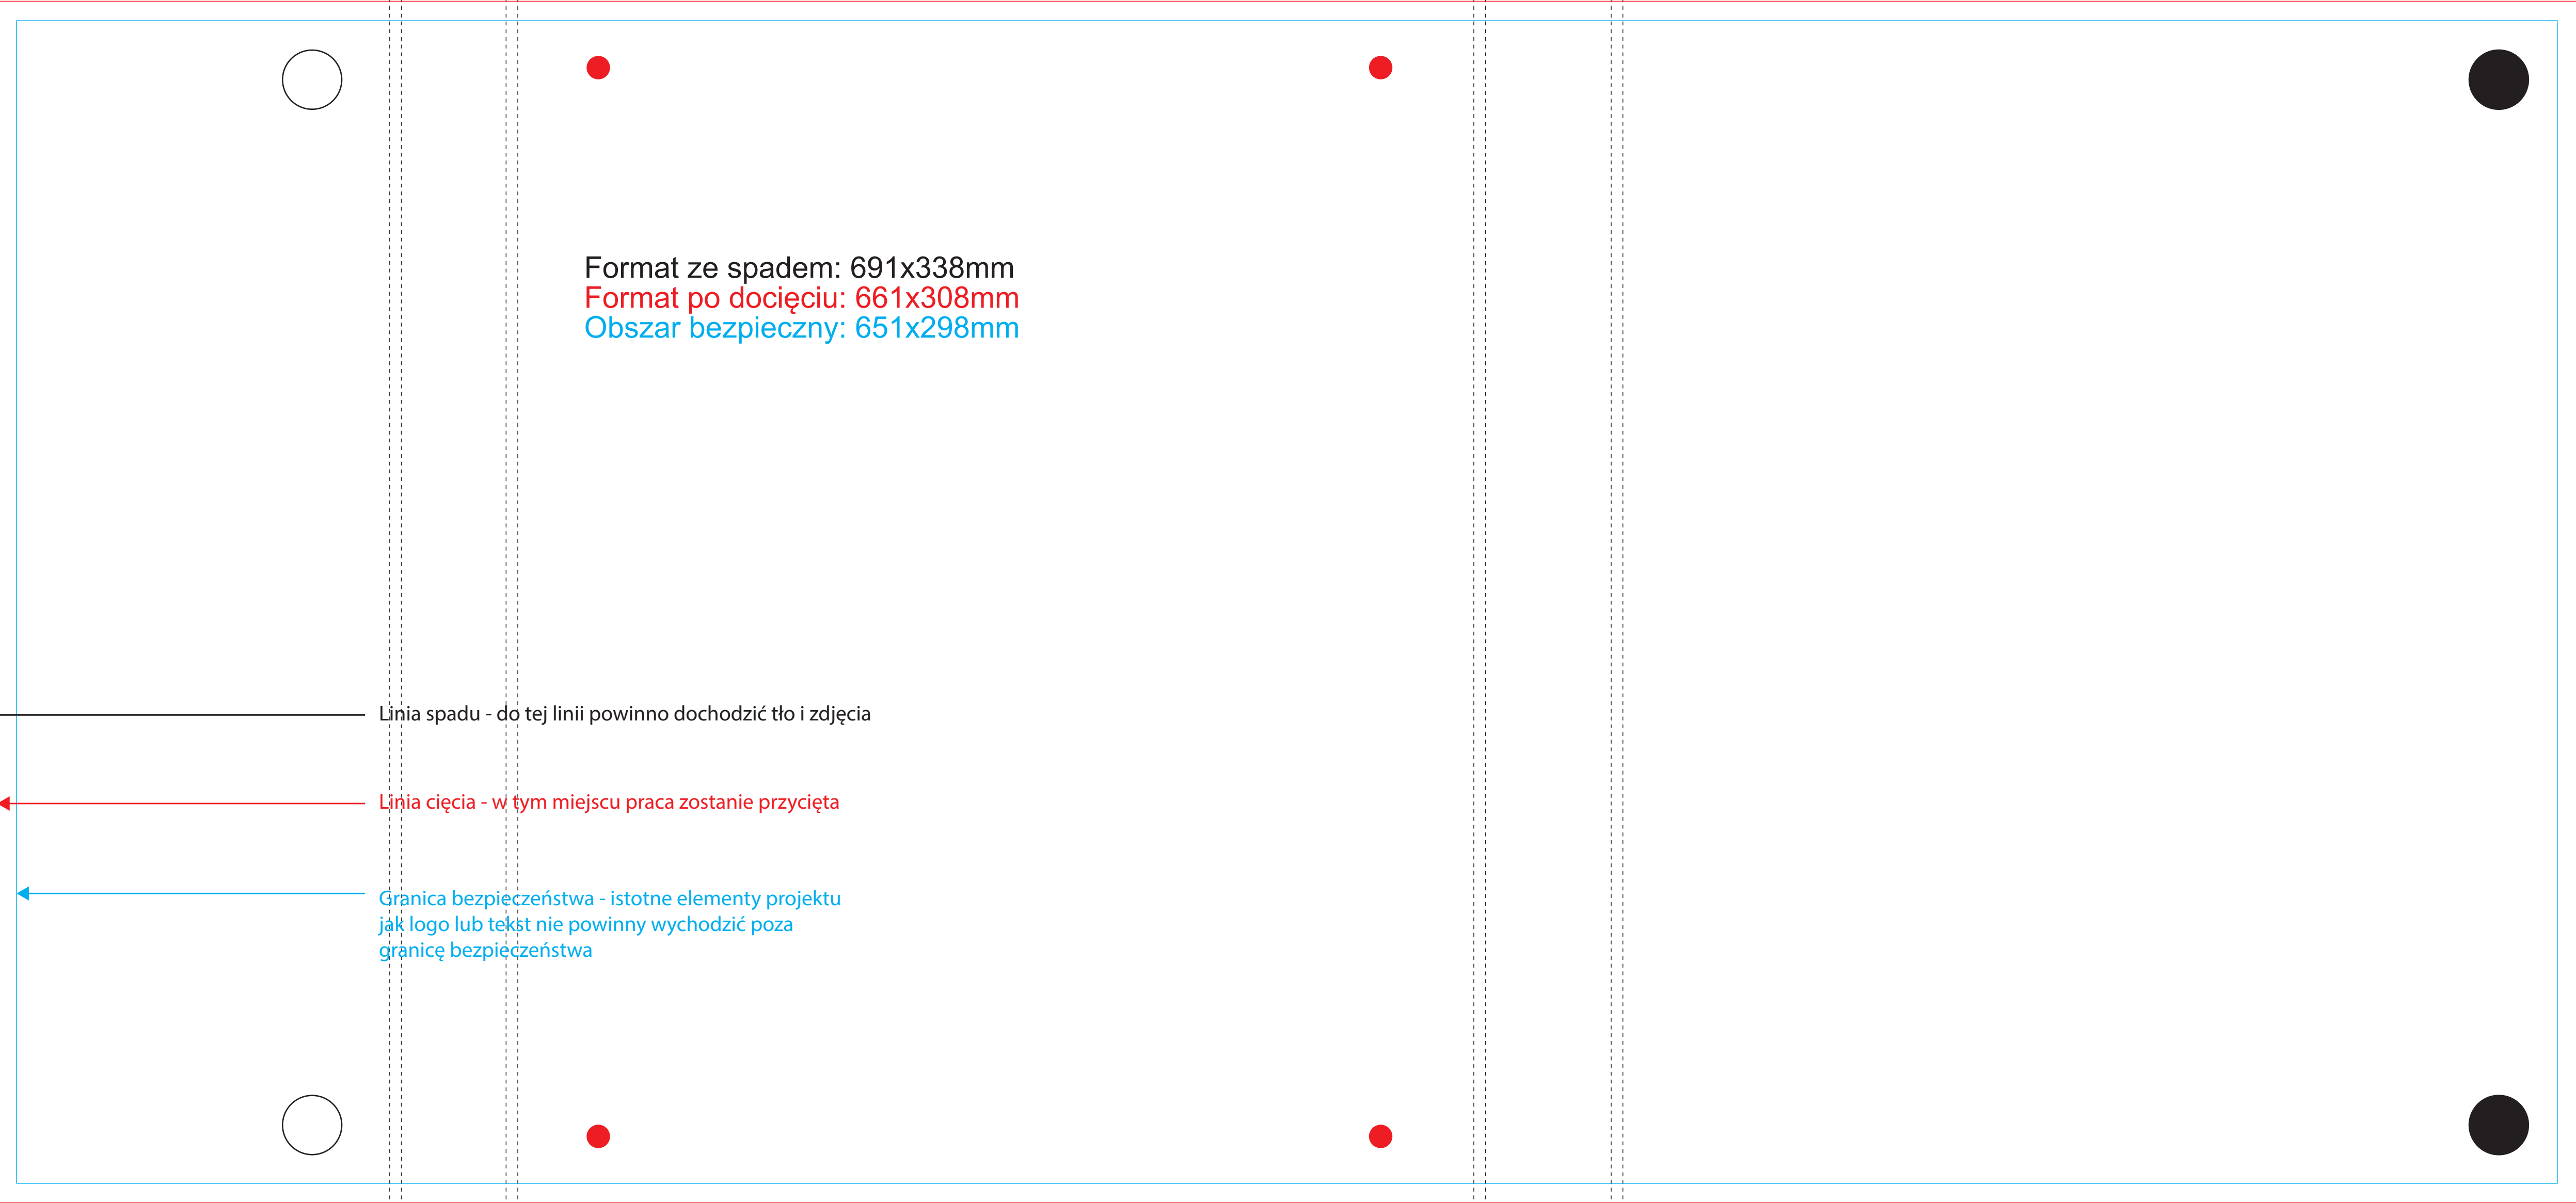 Format ze spadem: 691x338mm
Format po docięciu: 661x308mm
Obszar bezpieczny: 651x298mm
Linia spadu - do tej linii powinno dochodzić tło i zdjęcia
Linia cięcia - w tym miejscu praca zostanie przycięta
Granica bezpieczeństwa - istotne elementy projektu
jak logo lub tekst nie powinny wychodzić poza
granicę bezpieczeństwa